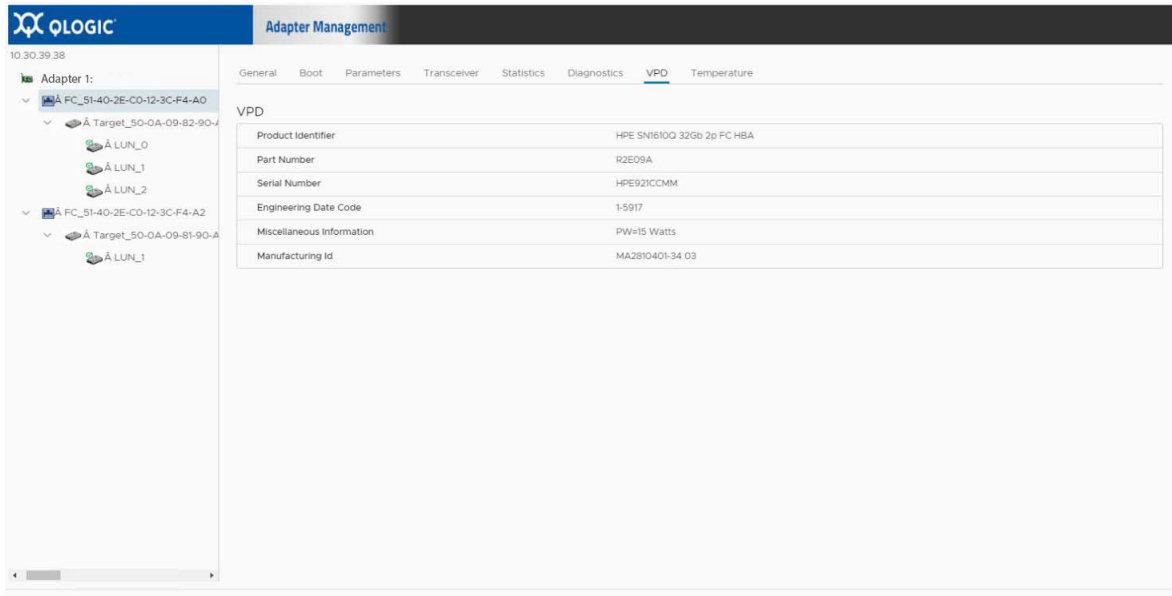 QLOGIC
Adapter Management
10.30.39.38
Adapter 1:
Â FC_51-40-2E-C0-12-3C-F4-A0
Â Target_50-0A-09-82-90-A
Â LUN_0
Â LUN_1
Â LUN_2
Â FC_51-40-2E-C0-12-3C-F4-A2
Â Target_50-0A-09-81-90-A
Â LUN_1
General Boot Parameters Transceiver Statistics Diagnostics VPD Temperature
VPD
Product Identifier HPE SN1610Q 32Gb 2p FC HBA
Part Number R2E09A
Serial Number HPE921CCMM
Engineering Date Code 1-5917
Miscellaneous Information PW=15 Watts
Manufacturing Id MA2810401-34 03